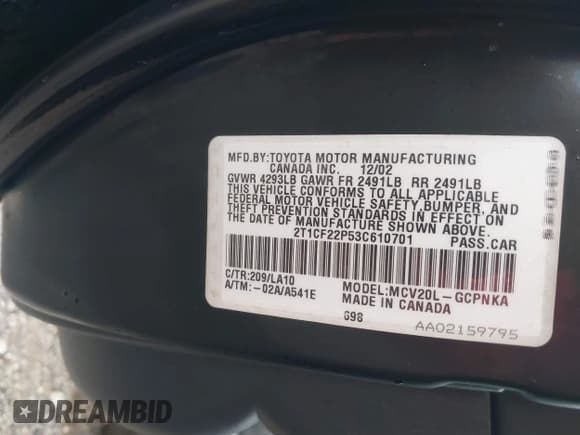 MFD.BY:TOYOTA MOTOR MANUFACTURING
CANADA INC. 12/02
GVWR 4293LB GAWR FR 2491LB RR 2491LB
THIS VEHICLE CONFORMS TO ALL APPLICABLE
FEDERAL MOTOR VEHICLE SAFETY,BUMPER, AND
THEFT PREVENTION STANDARDS IN EFFECT ON
THE DATE OF MANUFACTURE SHOWN ABOVE.
2T1CF22P53C610701 PASS.CAR
C/TR:209/LA10 MODEL:MCV20L-GCPNKA
A/TM:-02A/A541E MADE IN CANADA
698 AA02159795
DREAMBID